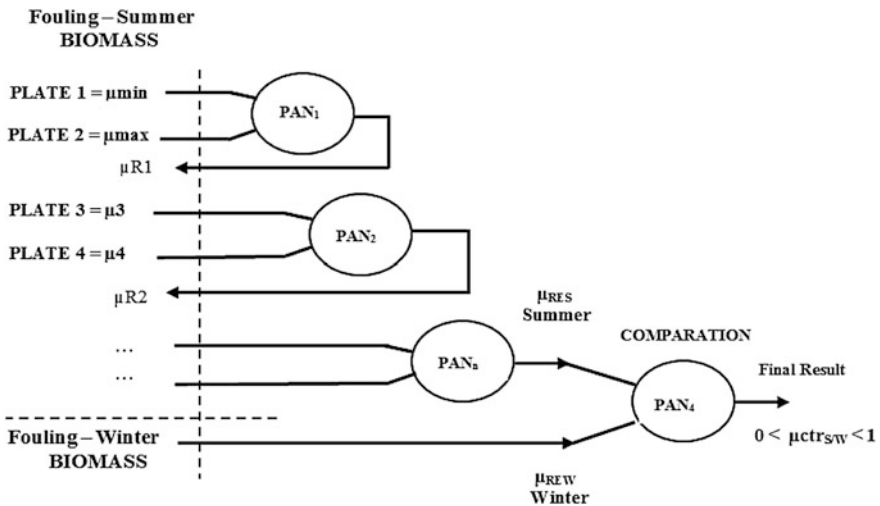 Fouling – Summer
BIOMASS
PLATE 1 = µmin
PAN₁
PLATE 2 = µmax
µR1
PLATE 3 = µ3
PAN₂
PLATE 4 = µ4
µR2
µRES
Summer
COMPARATION
...
PANₙ
...
Final Result
PAN₄
Fouling – Winter
BIOMASS
0 < µctrS/W < 1
µREW
Winter